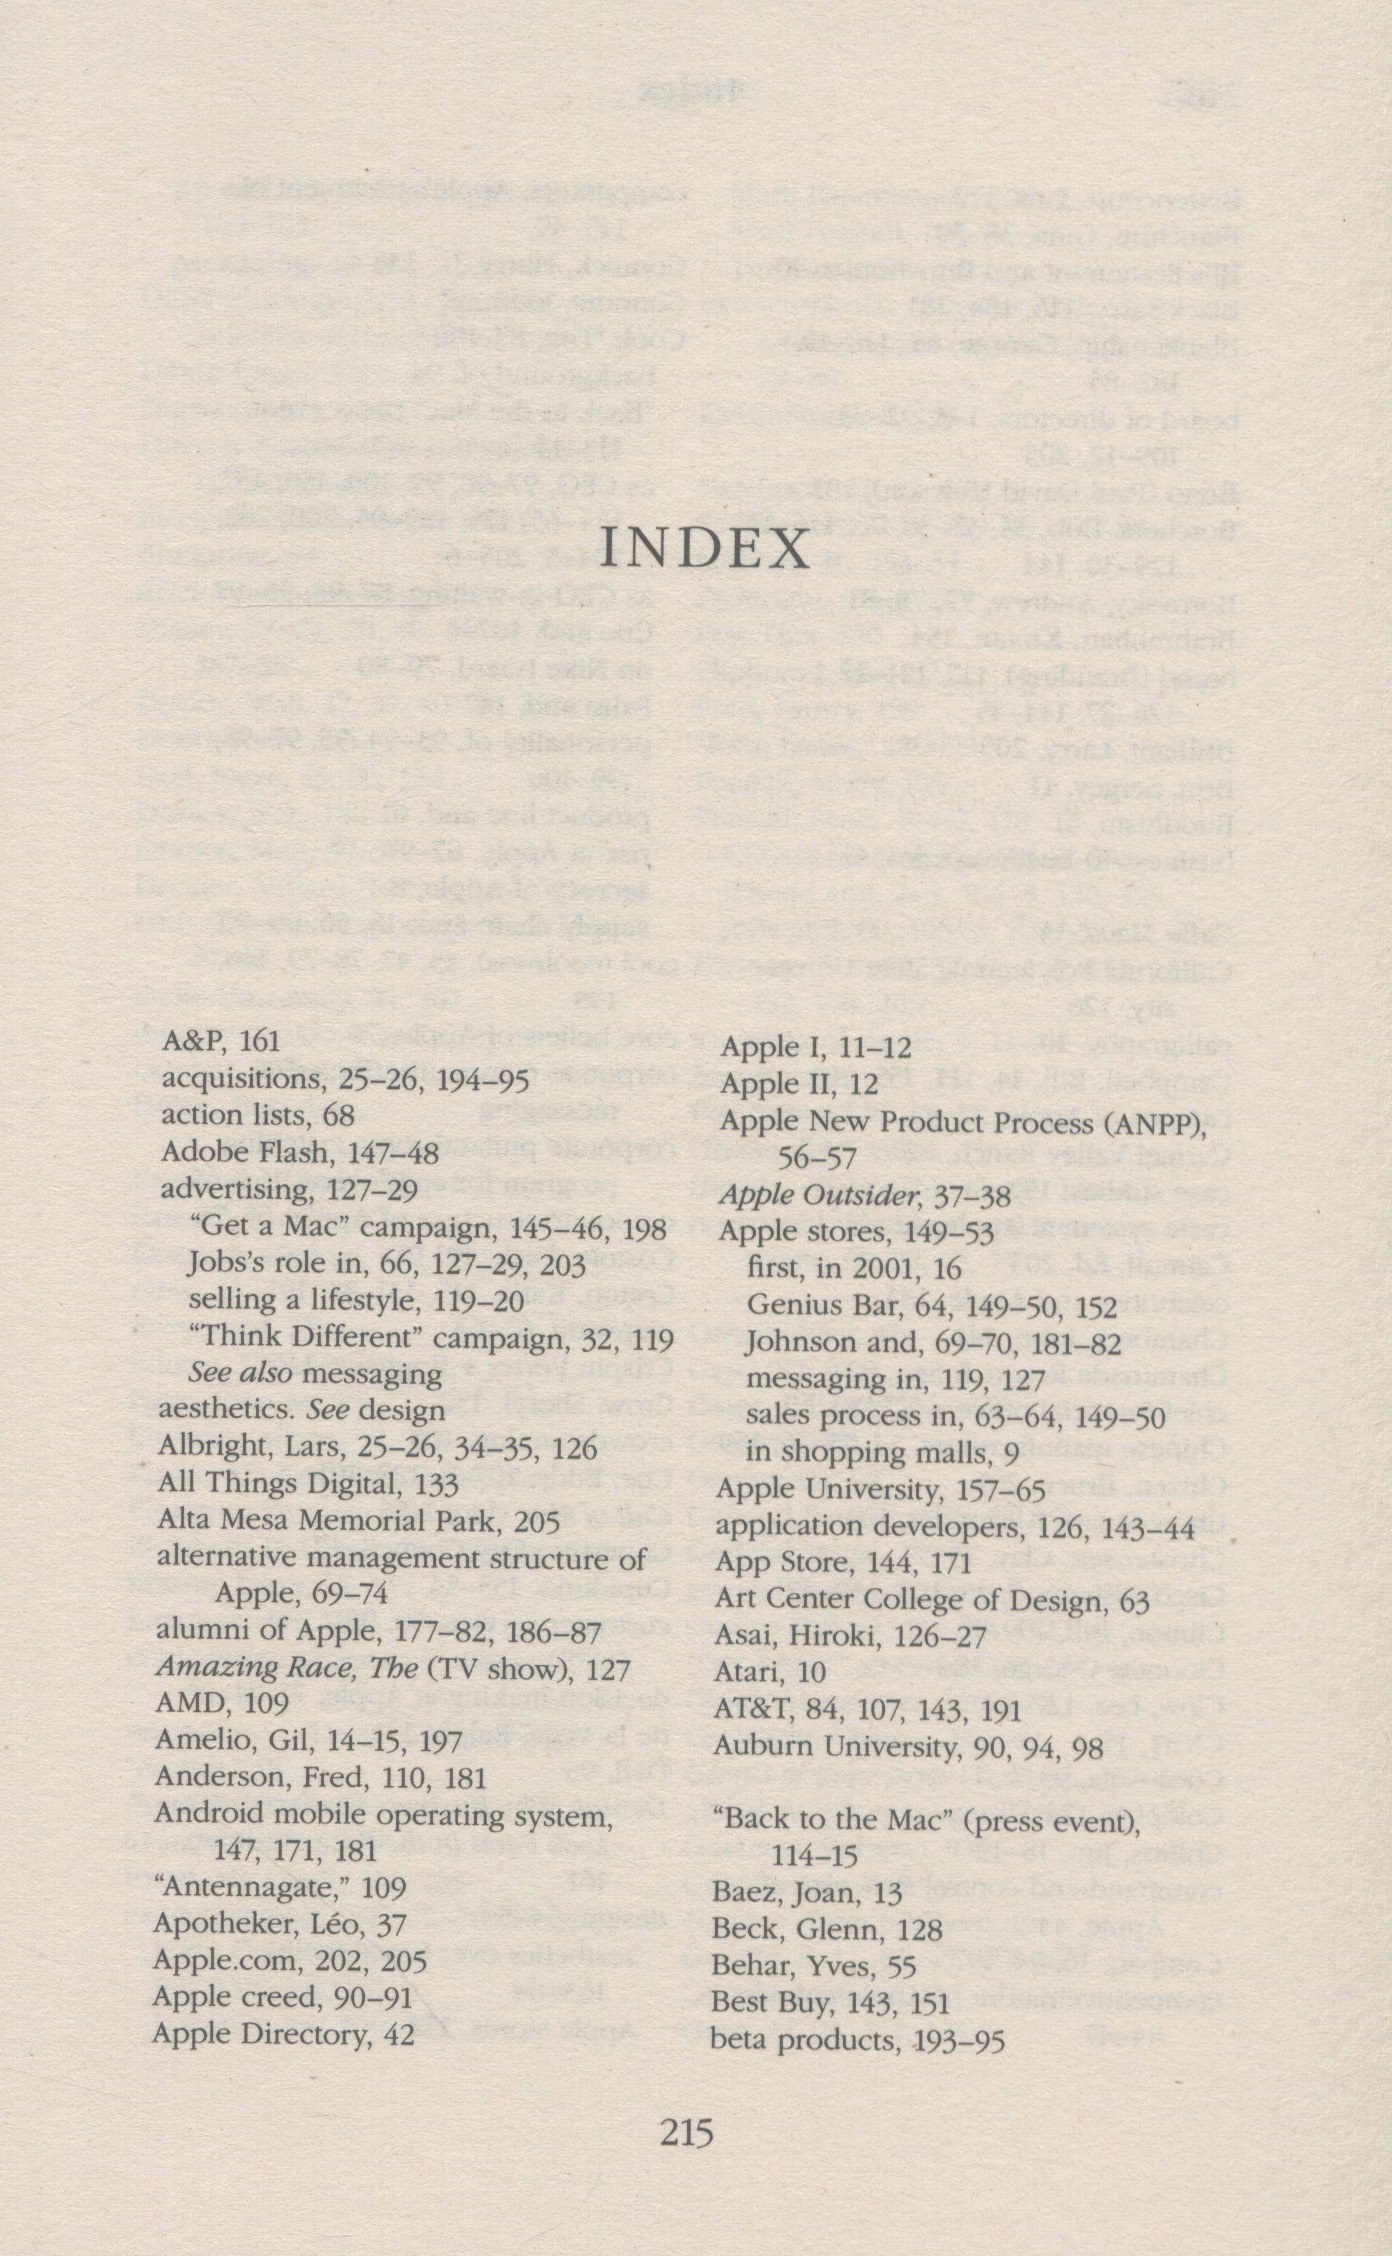 INDEX
A&P, 161
acquisitions, 25–26, 194–95
action lists, 68
Adobe Flash, 147–48
advertising, 127–29
“Get a Mac” campaign, 145–46, 198
Jobs’s role in, 66, 127–29, 203
selling a lifestyle, 119–20
“Think Different” campaign, 32, 119
See also messaging
aesthetics. See design
Albright, Lars, 25–26, 34–35, 126
All Things Digital, 133
Alta Mesa Memorial Park, 205
alternative management structure of
Apple, 69–74
alumni of Apple, 177–82, 186–87
Amazing Race, The (TV show), 127
AMD, 109
Amelio, Gil, 14–15, 197
Anderson, Fred, 110, 181
Android mobile operating system,
147, 171, 181
“Antennagate,” 109
Apotheker, Léo, 37
Apple.com, 202, 205
Apple creed, 90–91
Apple Directory, 42
Apple I, 11–12
Apple II, 12
Apple New Product Process (ANPP),
56–57
Apple Outsider, 37–38
Apple stores, 149–53
first, in 2001, 16
Genius Bar, 64, 149–50, 152
Johnson and, 69–70, 181–82
messaging in, 119, 127
sales process in, 63–64, 149–50
in shopping malls, 9
Apple University, 157–65
application developers, 126, 143–44
App Store, 144, 171
Art Center College of Design, 63
Asai, Hiroki, 126–27
Atari, 10
AT&T, 84, 107, 143, 191
Auburn University, 90, 94, 98
“Back to the Mac” (press event),
114–15
Baez, Joan, 13
Beck, Glenn, 128
Behar, Yves, 55
Best Buy, 143, 151
beta products, 193–95
215